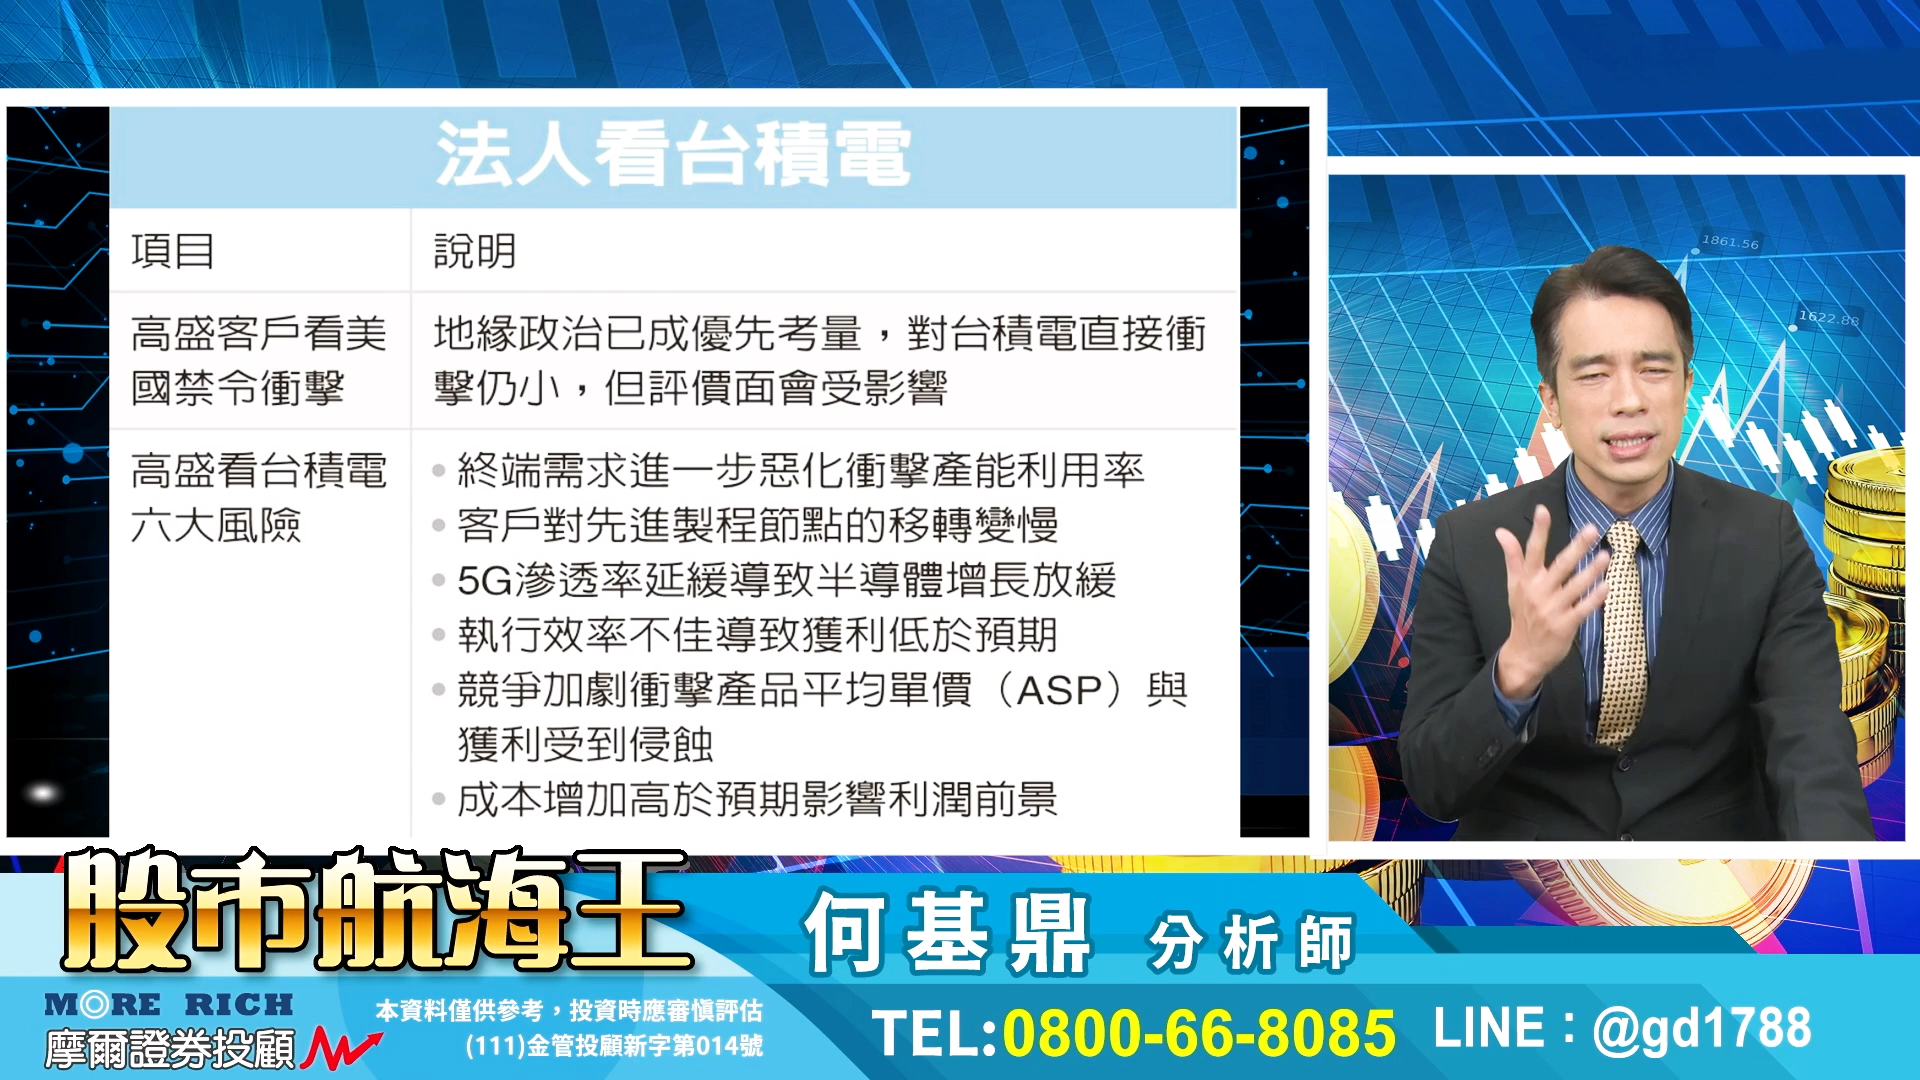 法人看台積電
項目
說明
高盛客戶看美
國禁令衝擊
地緣政治已成優先考量，對台積電直接衝
擊仍小，但評價面會受影響
高盛看台積電
六大風險
• 終端需求進一步惡化衝擊產能利用率
• 客戶對先進製程節點的移轉變慢
• 5G滲透率延緩導致半導體增長放緩
• 執行效率不佳導致獲利低於預期
• 競爭加劇衝擊產品平均單價（ASP）與
獲利受到侵蝕
• 成本增加高於預期影響利潤前景
1861.56
1622.88
股市航海王
何基鼎 分析師
MORE RICH
摩爾證券投顧
本資料僅供參考，投資時應審慎評估
(111)金管投顧新字第014號
TEL:0800-66-8085
LINE：@gd1788